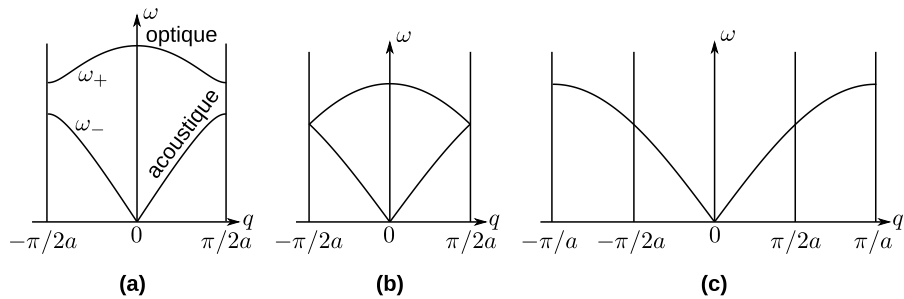 ω
optique
ω₊
ω₋
acoustique
q
−π/2a
0
π/2a
(a)
ω
q
−π/2a
0
π/2a
(b)
ω
q
−π/a
−π/2a
0
π/2a
π/a
(c)